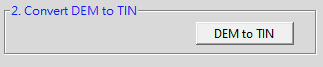 2. Convert DEM to TIN
DEM to TIN